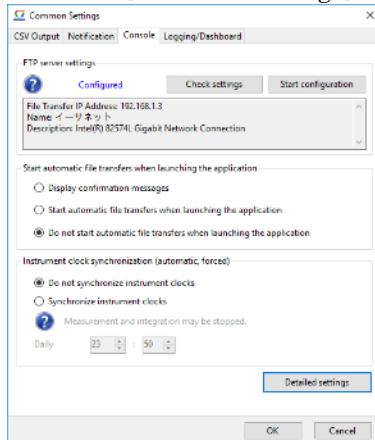 Common Settings
CSV Output Notification Console Logging/Dashboard
FTP server settings
Configured Check settings Start configuration
File Transfer IP Address: 192.168.1.3
Name: イーサネット
Description: Intel(R) 82574L Gigabit Network Connection
Start automatic file transfers when launching the application
Display confirmation messages
Start automatic file transfers when launching the application
Do not start automatic file transfers when launching the application
Instrument clock synchronization (automatic, forced)
Do not synchronize instrument clocks
Synchronize instrument clocks
Measurement and integration may be stopped.
Daily 23 : 50
Detailed settings
OK Cancel